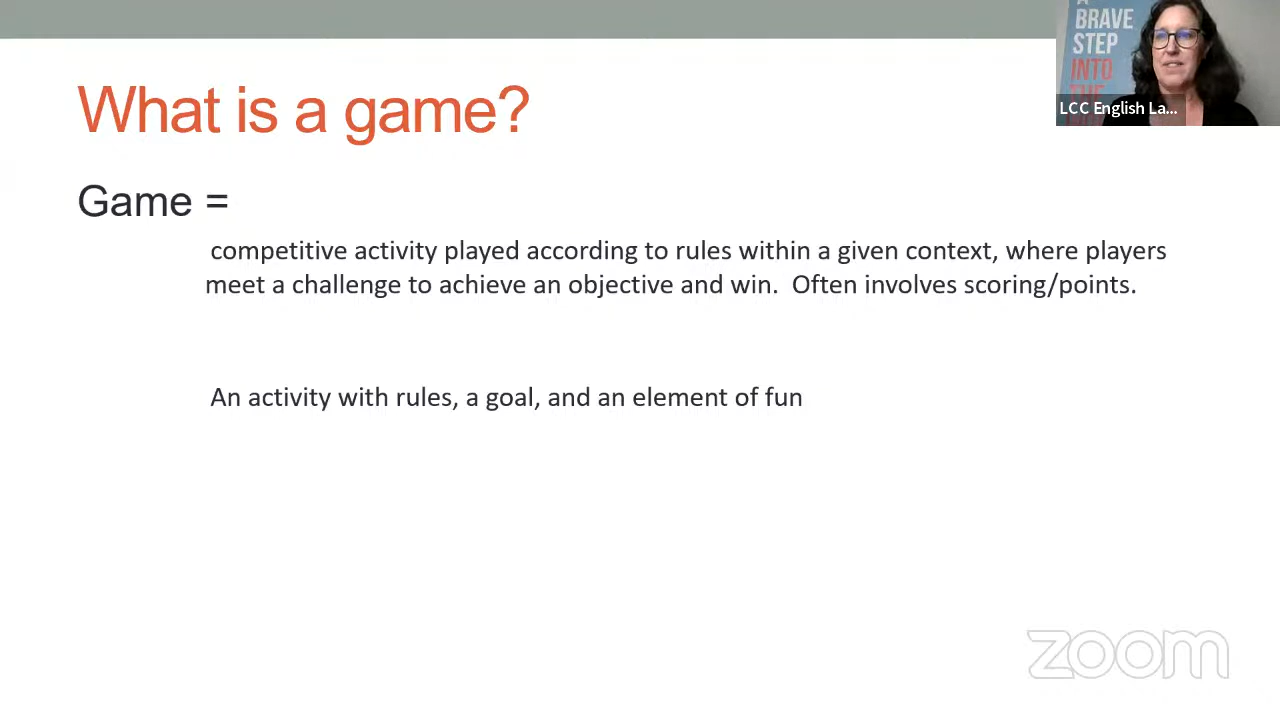 What is a game?
Game =
competitive activity played according to rules within a given context, where players
meet a challenge to achieve an objective and win.  Often involves scoring/points.
An activity with rules, a goal, and an element of fun
BRAVE
STEP
INTO
THE
LCC English La...
zoom